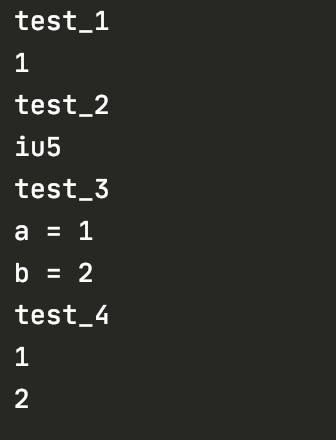 test_1
1
test_2
iu5
test_3
a = 1
b = 2
test_4
1
2